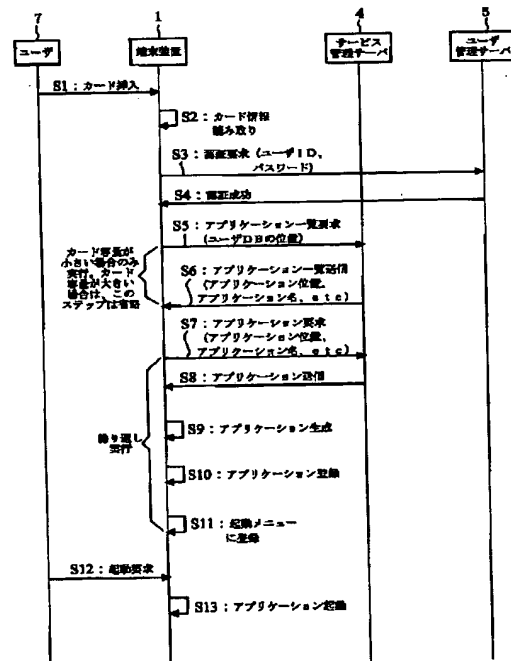 7
1
4
5
ユーザ
端末装置
サービス
管理サーバ
ユーザ
管理サーバ
S1：カード挿入
S2：カード情報
読み取り
S3：認証要求（ユーザID、
パスワード）
S4：認証成功
S5：アプリケーション一覧要求
（ユーザDBの位置）
カード容量が
小さい場合のみ
実行、カード
容量が大きい
場合は、この
ステップは省略
S6：アプリケーション一覧送信
（アプリケーション位置、
アプリケーション名、etc）
S7：アプリケーション要求
（アプリケーション位置、
アプリケーション名、etc）
S8：アプリケーション送信
繰り返し
実行
S9：アプリケーション生成
S10：アプリケーション登録
S11：起動メニュー
に登録
S12：起動要求
S13：アプリケーション起動